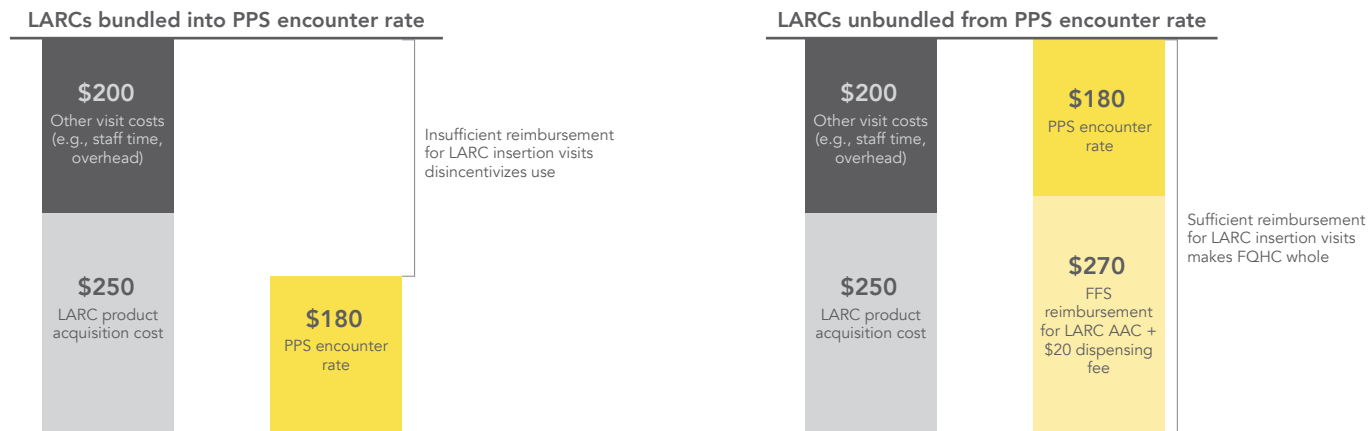 LARCs bundled into PPS encounter rate
$200
Other visit costs
(e.g., staff time,
overhead)
$250
LARC product
acquisition cost
$180
PPS encounter
rate
Insufficient reimbursement
for LARC insertion visits
disincentivizes use
LARCs unbundled from PPS encounter rate
$200
Other visit costs
(e.g., staff time,
overhead)
$250
LARC product
acquisition cost
$180
PPS encounter
rate
$270
FFS
reimbursement
for LARC AAC +
$20 dispensing
fee
Sufficient reimbursement
for LARC insertion visits
makes FQHC whole